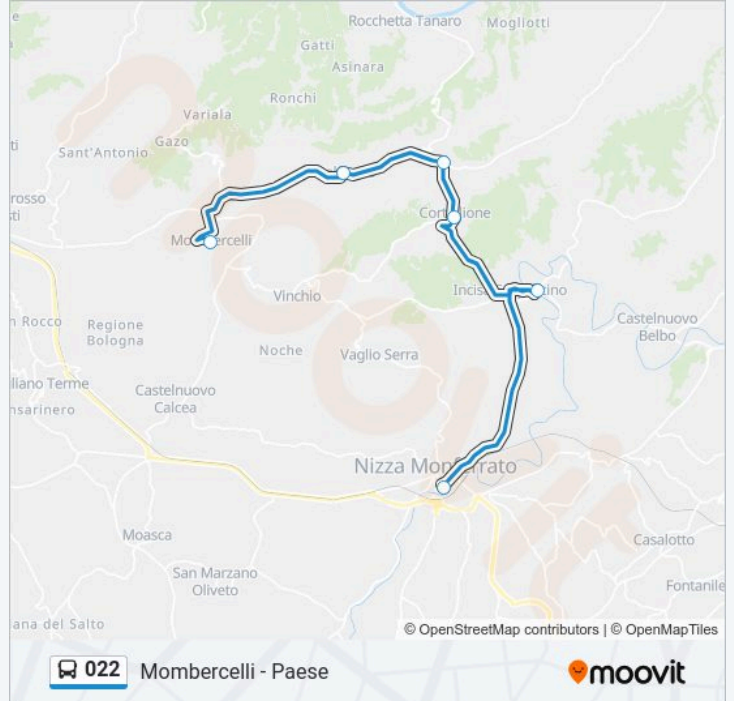 Rocchetta Tanaro
Mogliotti
Gatti
Asinara
Ronchi
Variala
Gazo
Sant'Antonio
rosso
sti
Mombercelli
Vinchio
Castelnuovo
Belbo
n Rocco
Regione
Bologna
Noche
Vaglio Serra
liano Terme
nsarinero
Castelnuovo
Calcea
Nizza Monferrato
Moasca
Casalotto
San Marzano
Oliveto
Fontanile
ana del Salto
© OpenStreetMap contributors | © OpenMapTiles
022 Mombercelli - Paese
moovit